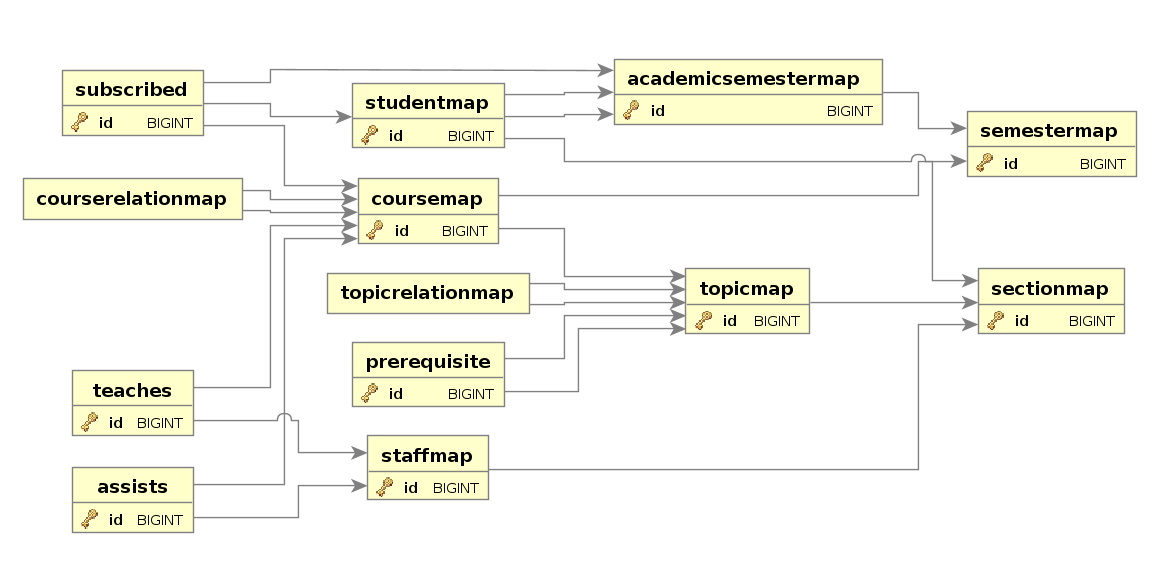 subscribed
id BIGINT
studentmap
id BIGINT
academicsemestermap
id BIGINT
semestermap
id BIGINT
courserelationmap
coursemap
id BIGINT
topicrelationmap
topicmap
id BIGINT
sectionmap
id BIGINT
prerequisite
id BIGINT
teaches
id BIGINT
staffmap
id BIGINT
assists
id BIGINT